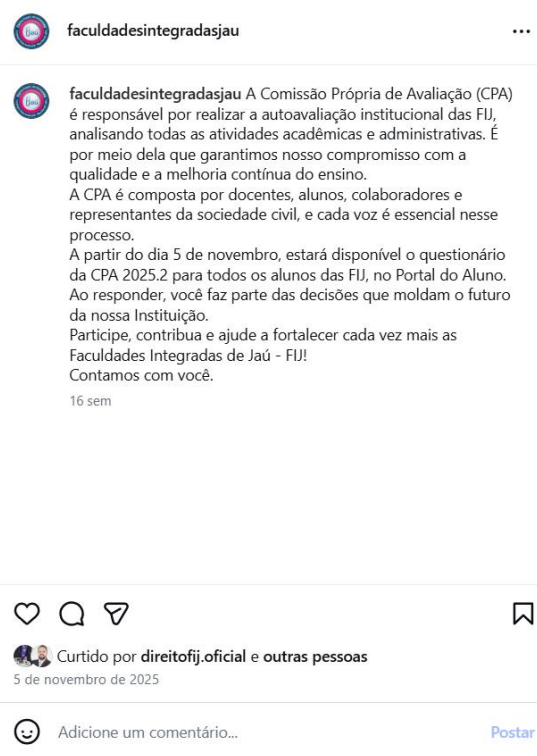 faculdadesintegradasjau
faculdadesintegradasjau A Comissão Própria de Avaliação (CPA)
é responsável por realizar a autoavaliação institucional das FIJ,
analisando todas as atividades acadêmicas e administrativas. É
por meio dela que garantimos nosso compromisso com a
qualidade e a melhoria contínua do ensino.
A CPA é composta por docentes, alunos, colaboradores e
representantes da sociedade civil, e cada voz é essencial nesse
processo.
A partir do dia 5 de novembro, estará disponível o questionário
da CPA 2025.2 para todos os alunos das FIJ, no Portal do Aluno.
Ao responder, você faz parte das decisões que moldam o futuro
da nossa Instituição.
Participe, contribua e ajude a fortalecer cada vez mais as
Faculdades Integradas de Jaú - FIJ!
Contamos com você.
16 sem
Curtido por direitofij.oficial e outras pessoas
5 de novembro de 2025
Adicione um comentário...
Postar